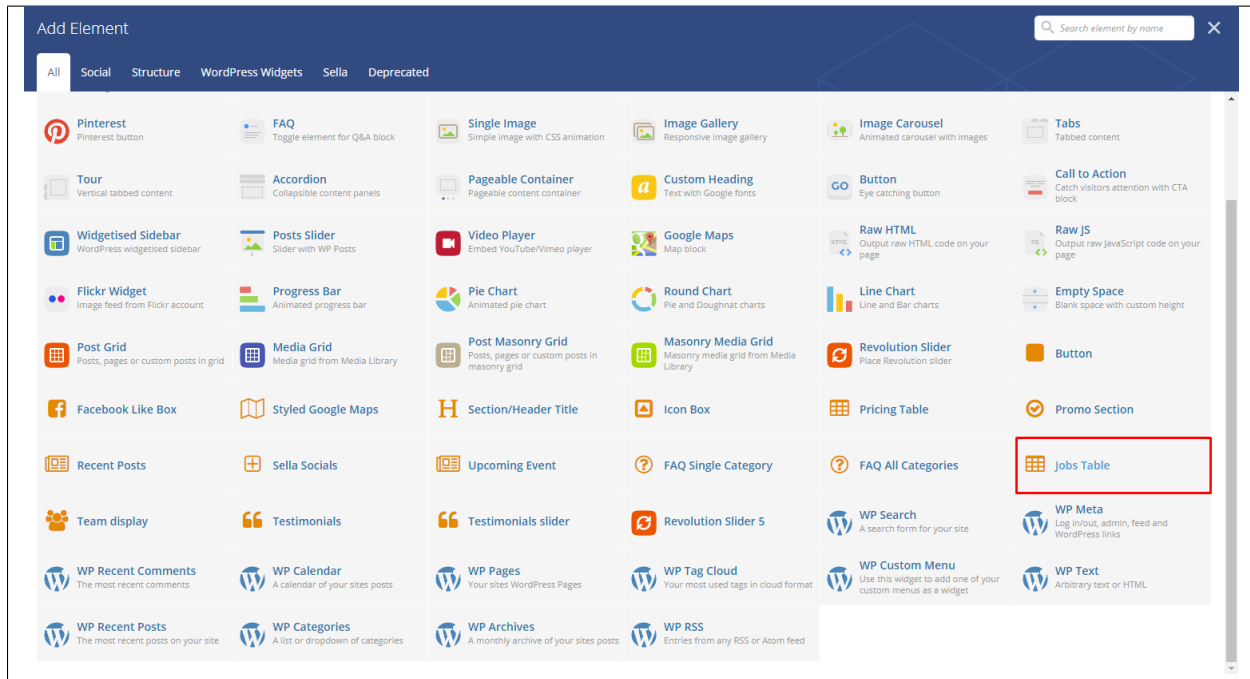 Add Element
Search element by name
All Social Structure WordPress Widgets Sella Deprecated
Pinterest
Pinterest button
FAQ
Toggle element for Q&A block
Single Image
Simple image with CSS animation
Image Gallery
Responsive image gallery
Image Carousel
Animated carousel with images
Tabs
Tabbed content
Tour
Vertical tabbed content
Accordion
Collapsible content panels
Pageable Container
Pageable content container
a
Custom Heading
Text with Google fonts
GO
Button
Eye catching button
Call to Action
Catch visitors attention with CTA
block
Widgetised Sidebar
WordPress widgetised sidebar
Posts Slider
Slider with WP Posts
Video Player
Embed YouTube/Vimeo player
Google Maps
Map block
HTML
Raw HTML
Output raw HTML code on your
page
JS
Raw JS
Output raw JavaScript code on your
page
Flickr Widget
Image feed from Flickr account
Progress Bar
Animated progress bar
Pie Chart
Animated pie chart
Round Chart
Pie and Doughnat charts
Line Chart
Line and Bar charts
Empty Space
Blank space with custom height
Post Grid
Posts, pages or custom posts in grid
Media Grid
Media grid from Media Library
Post Masonry Grid
Posts, pages or custom posts in
masonry grid
Masonry Media Grid
Masonry media grid from Media
Library
Revolution Slider
Place Revolution slider
Button
Facebook Like Box
Styled Google Maps
H
Section/Header Title
Icon Box
Pricing Table
Promo Section
Recent Posts
Sella Socials
Upcoming Event
FAQ Single Category
FAQ All Categories
Jobs Table
Team display
Testimonials
Testimonials slider
Revolution Slider 5
WP Search
A search form for your site
WP Meta
Log in/out, admin, feed and
WordPress links
WP Recent Comments
The most recent comments
WP Calendar
A calendar of your sites posts
WP Pages
Your sites WordPress Pages
WP Tag Cloud
Your most used tags in cloud format
WP Custom Menu
Use this widget to add one of your
custom menus as a widget
WP Text
Arbitrary text or HTML
WP Recent Posts
The most recent posts on your site
WP Categories
A list or dropdown of categories
WP Archives
A monthly archive of your sites posts
WP RSS
Entries from any RSS or Atom feed